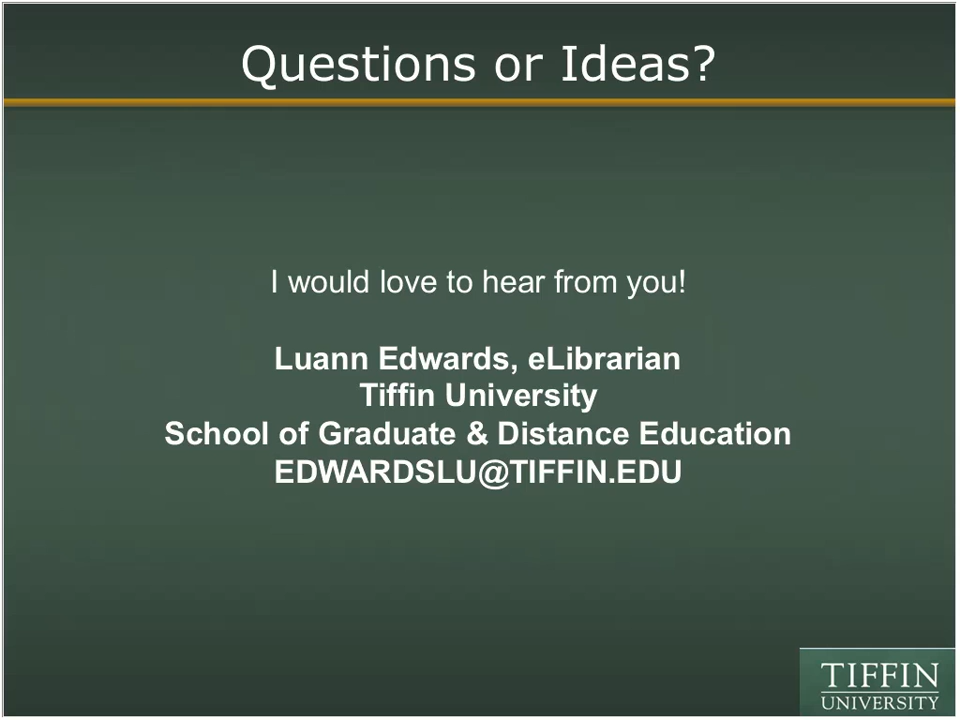 Questions or Ideas?
I would love to hear from you!
Luann Edwards, eLibrarian
Tiffin University
School of Graduate & Distance Education
EDWARDSLU@TIFFIN.EDU
TIFFIN
UNIVERSITY